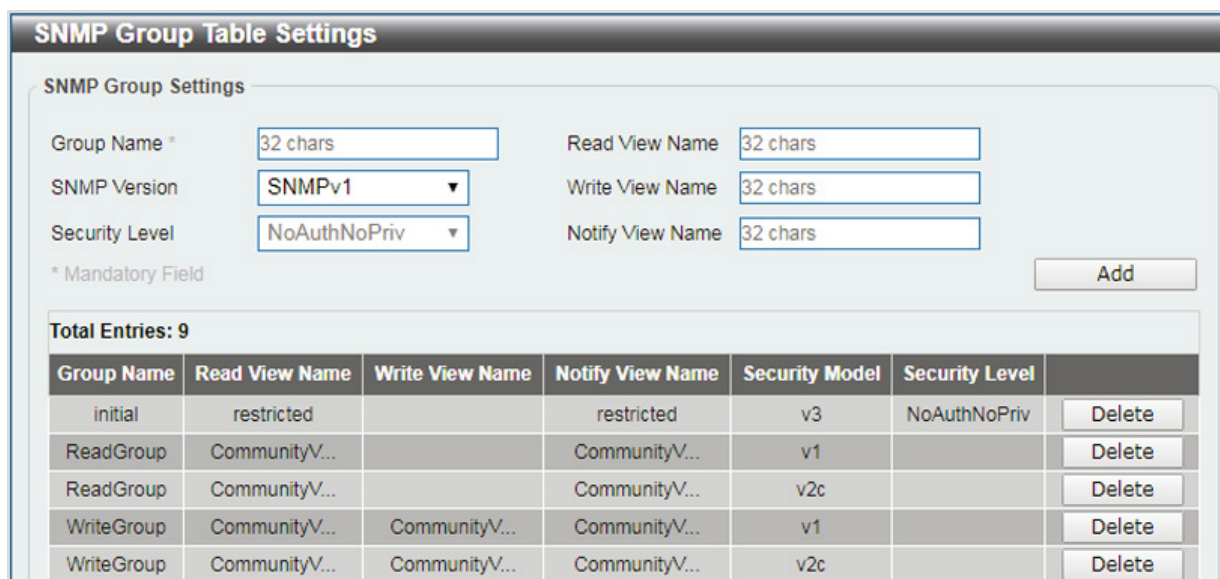 SNMP Group Table Settings
SNMP Group Settings
Group Name * 32 chars Read View Name 32 chars
SNMP Version SNMPv1 Write View Name 32 chars
Security Level NoAuthNoPriv Notify View Name 32 chars
* Mandatory Field Add
Total Entries: 9
Group Name Read View Name Write View Name Notify View Name Security Model Security Level
initial restricted restricted v3 NoAuthNoPriv Delete
ReadGroup CommunityV... CommunityV... v1 Delete
ReadGroup CommunityV... CommunityV... v2c Delete
WriteGroup CommunityV... CommunityV... CommunityV... v1 Delete
WriteGroup CommunityV... CommunityV... CommunityV... v2c Delete